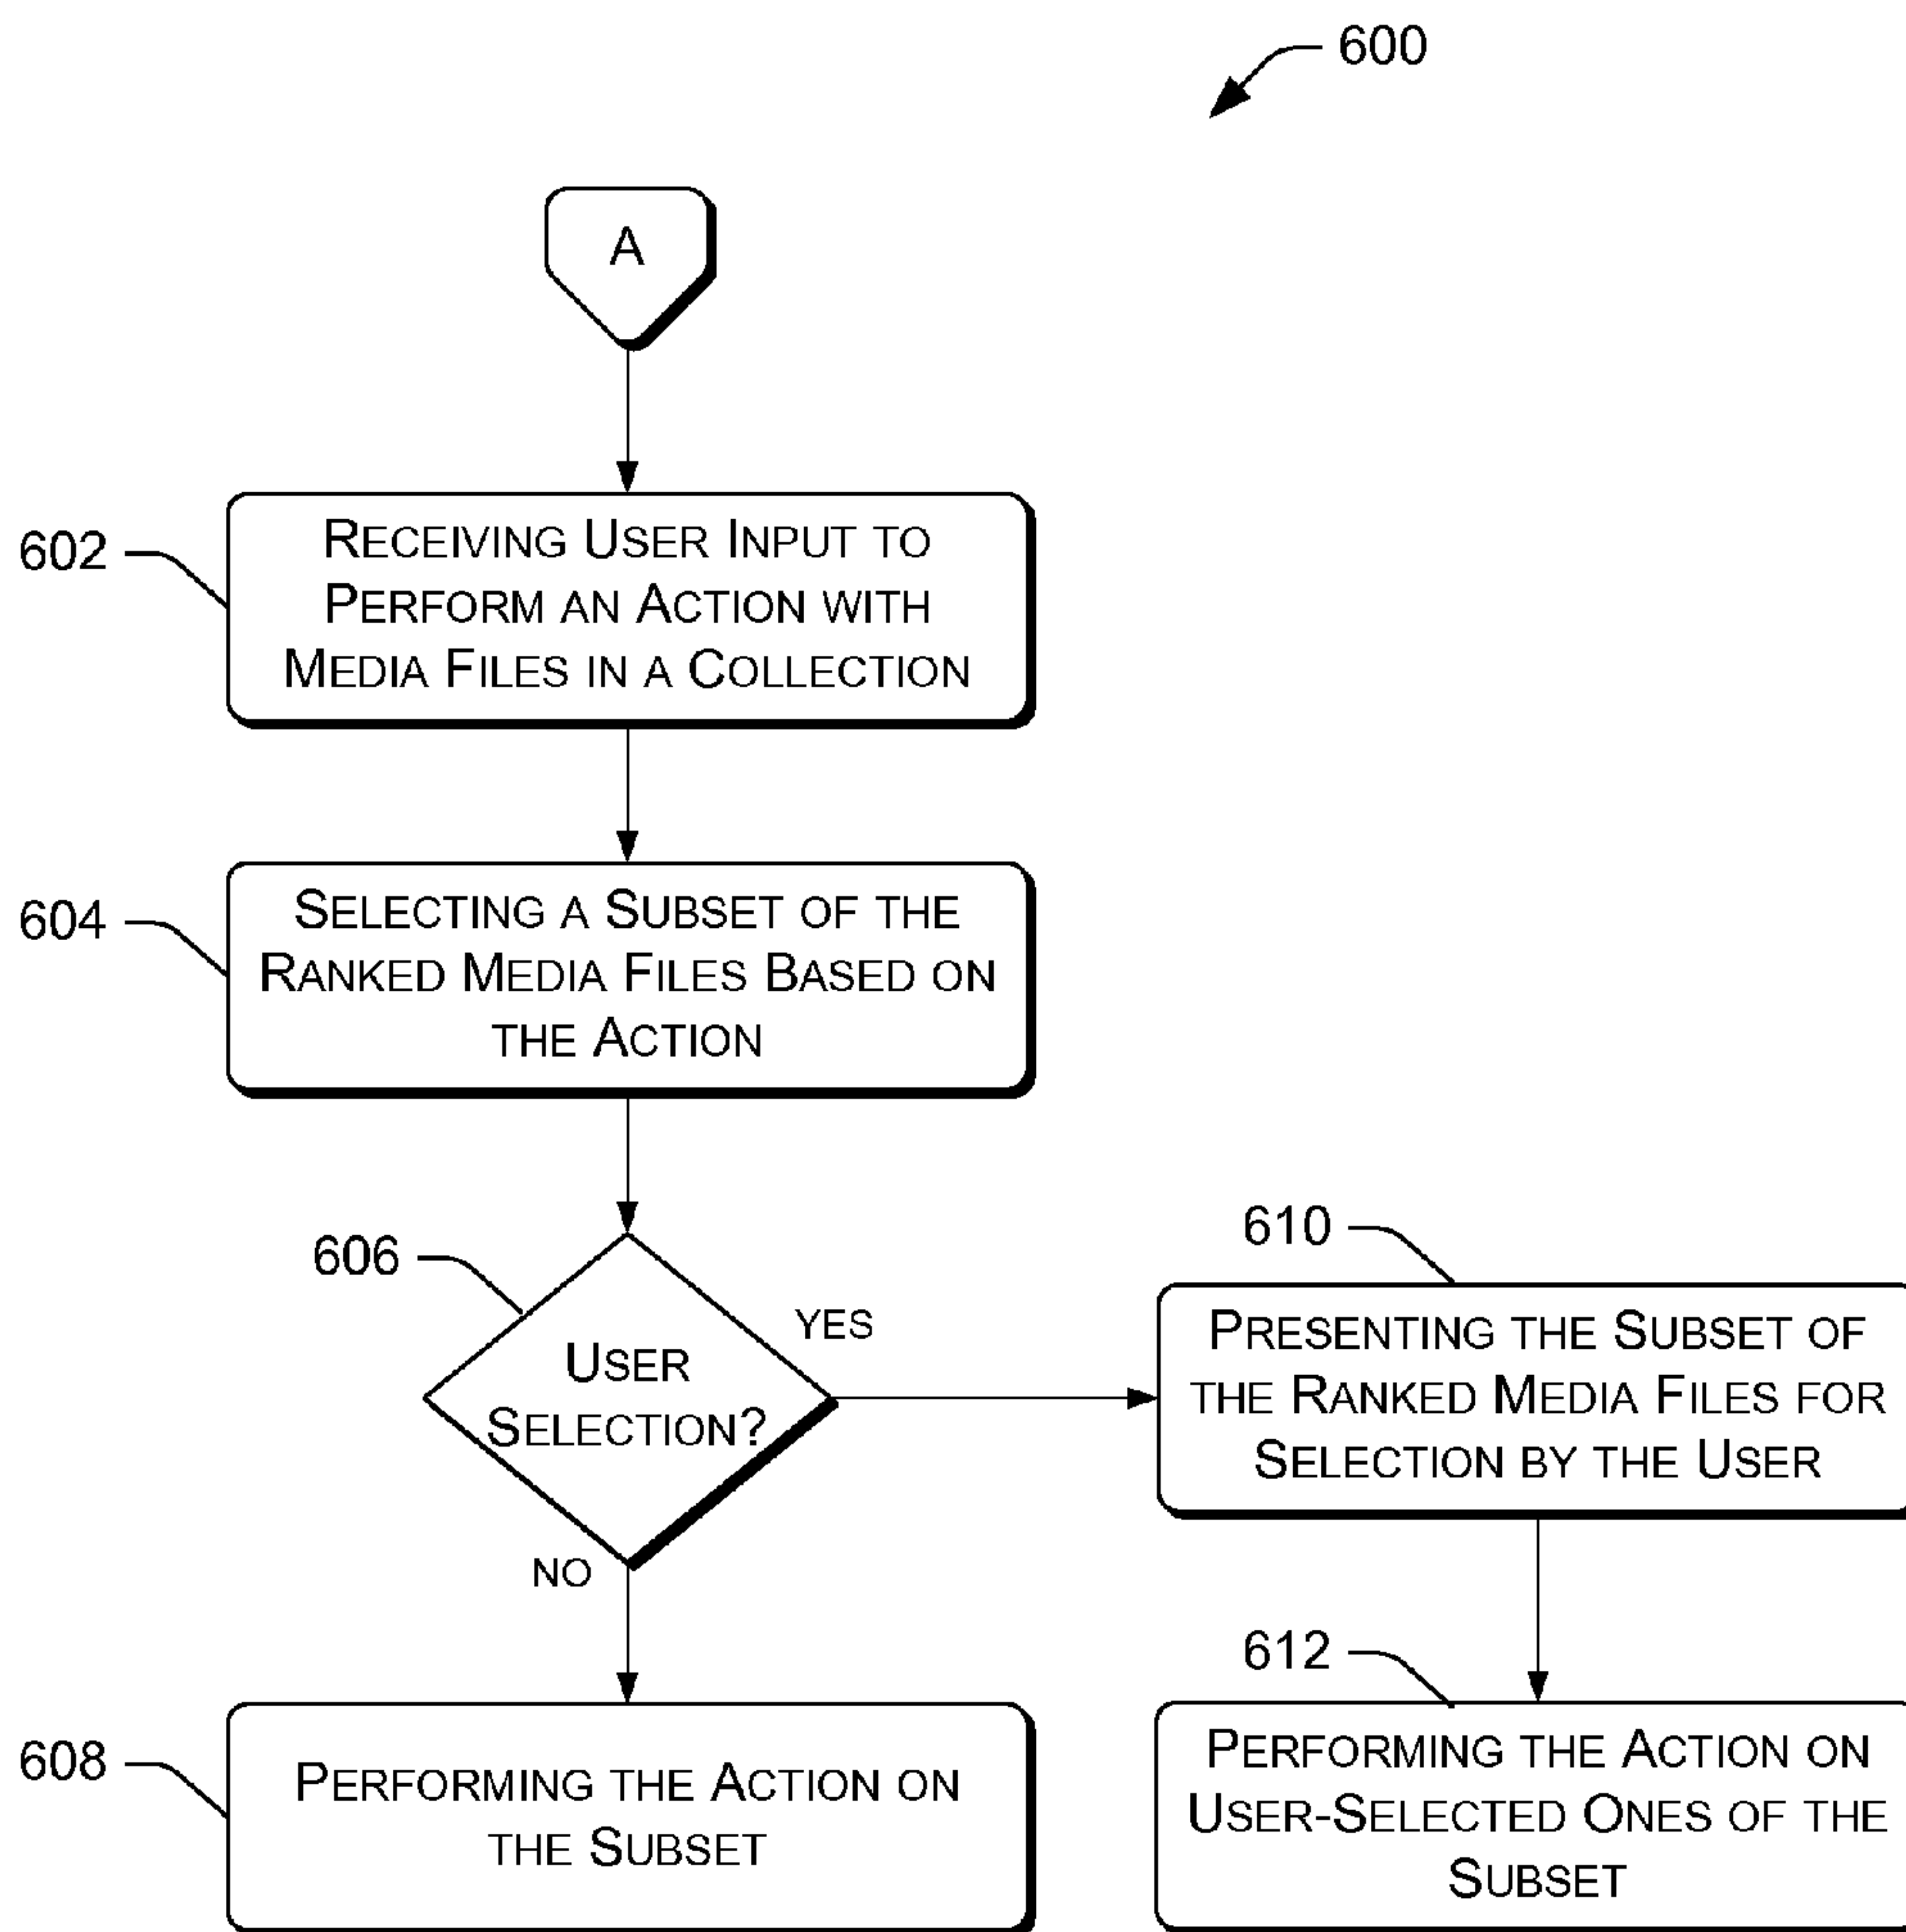 600
A
602
RECEIVING USER INPUT TO
PERFORM AN ACTION WITH
MEDIA FILES IN A COLLECTION
604
SELECTING A SUBSET OF THE
RANKED MEDIA FILES BASED ON
THE ACTION
606
USER
SELECTION?
YES
NO
610
PRESENTING THE SUBSET OF
THE RANKED MEDIA FILES FOR
SELECTION BY THE USER
608
PERFORMING THE ACTION ON
THE SUBSET
612
PERFORMING THE ACTION ON
USER-SELECTED ONES OF THE
SUBSET